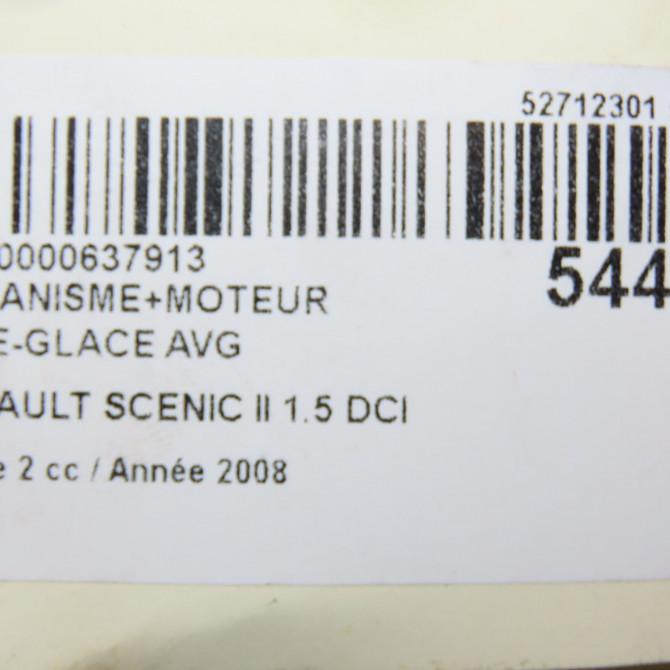 52712301
0000637913
544
ANISME+MOTEUR
E-GLACE AVG
AULT SCENIC II 1.5 DCI
e 2 cc / Année 2008